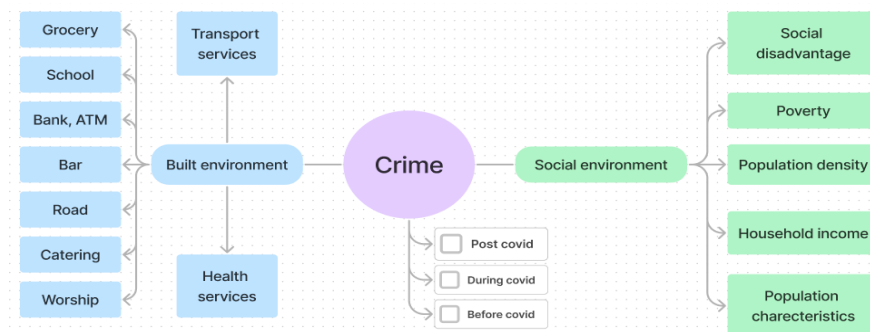 Grocery
School
Bank, ATM
Bar
Road
Catering
Worship
Transport
services
Built environment
Health
services
Crime
Post covid
During covid
Before covid
Social environment
Social
disadvantage
Poverty
Population density
Household income
Population
charecteristics